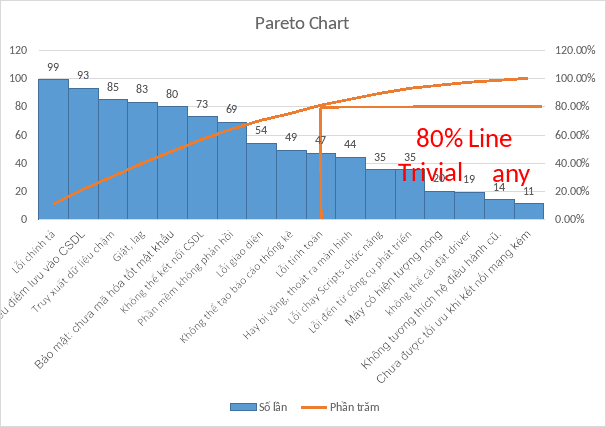 Pareto Chart
120
100
80
60
40
20
0
120.00%
100.00%
80.00%
60.00%
40.00%
20.00%
0.00%
99
93
85
83
80
73
69
54
49
47
44
35
35
20
19
14
11
80% Line
Trivial any
Lỗi chính tả
điểm lưu vào CSDL
Truy xuất dữ liệu chậm
Giật, lag
Bảo mật: chưa mã hóa tốt mật khẩu
Không thể kết nối CSDL
Phần mềm không phản hồi
Lỗi giao diện
Không thể tạo báo cáo thống kê
Lỗi tính toán
Hay bị văng, thoát ra màn hình
Lỗi chạy Scripts chức năng
Lỗi đến từ công cụ phát triển
Máy có hiện tượng nóng
không thể cài đặt driver
Không tương thích hệ điều hành cũ.
Chưa được tối ưu khi kết nối mạng kém
Số lần
Phần trăm